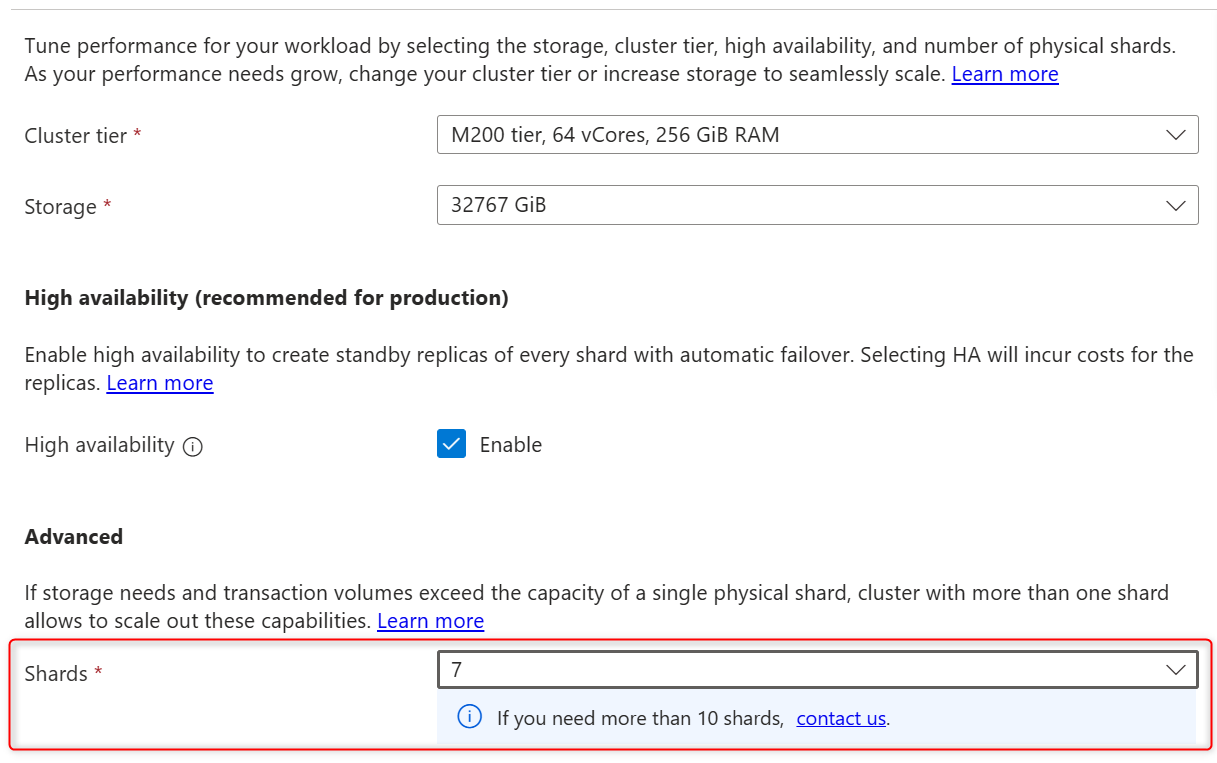 Tune performance for your workload by selecting the storage, cluster tier, high availability, and number of physical shards.
As your performance needs grow, change your cluster tier or increase storage to seamlessly scale. Learn more
Cluster tier *
M200 tier, 64 vCores, 256 GiB RAM
Storage *
32767 GiB
High availability (recommended for production)
Enable high availability to create standby replicas of every shard with automatic failover. Selecting HA will incur costs for the
replicas. Learn more
High availability
Enable
Advanced
If storage needs and transaction volumes exceed the capacity of a single physical shard, cluster with more than one shard
allows to scale out these capabilities. Learn more
Shards *
7
If you need more than 10 shards, contact us.